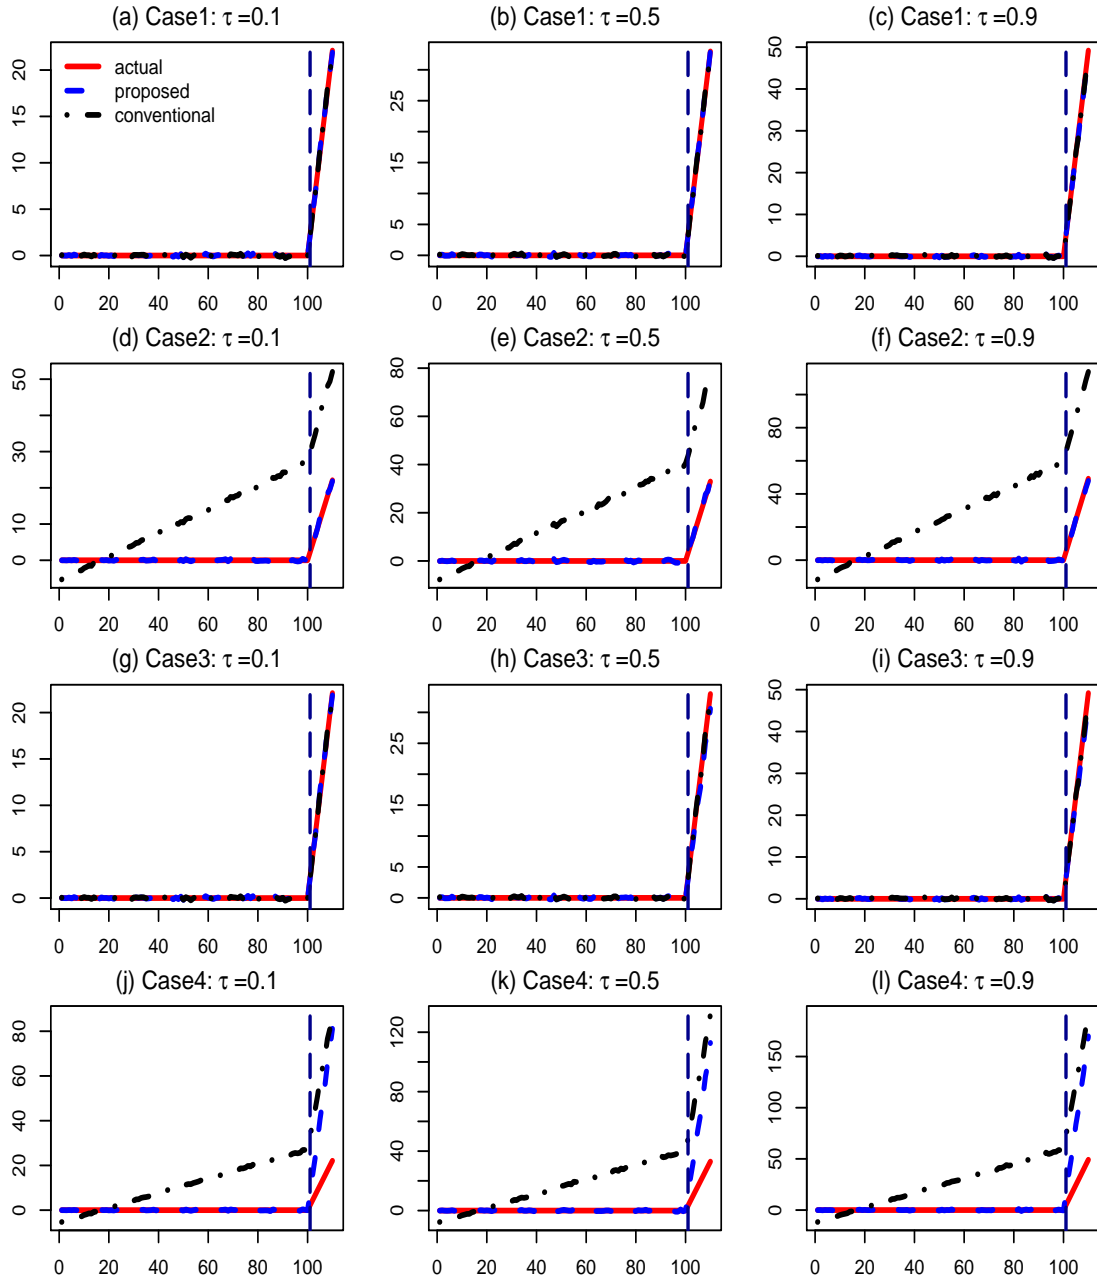 (a) Case1: τ =0.1
(b) Case1: τ =0.5
(c) Case1: τ =0.9
actual
proposed
conventional
0 5 10 15 20
0 5 15 25 35
0 10 20 30 40 50
0 20 40 60 80 100
0 20 40 60 80 100
0 20 40 60 80 100
(d) Case2: τ =0.1
(e) Case2: τ =0.5
(f) Case2: τ =0.9
0 10 30 50
0 20 40 60 80
0 40 80
0 20 40 60 80 100
0 20 40 60 80 100
0 20 40 60 80 100
(g) Case3: τ =0.1
(h) Case3: τ =0.5
(i) Case3: τ =0.9
0 5 10 15 20
0 5 15 25
0 10 20 30 40 50
0 20 40 60 80 100
0 20 40 60 80 100
0 20 40 60 80 100
(j) Case4: τ =0.1
(k) Case4: τ =0.5
(l) Case4: τ =0.9
0 20 40 60 80
0 40 80 120
0 50 100 150
0 20 40 60 80 100
0 20 40 60 80 100
0 20 40 60 80 100